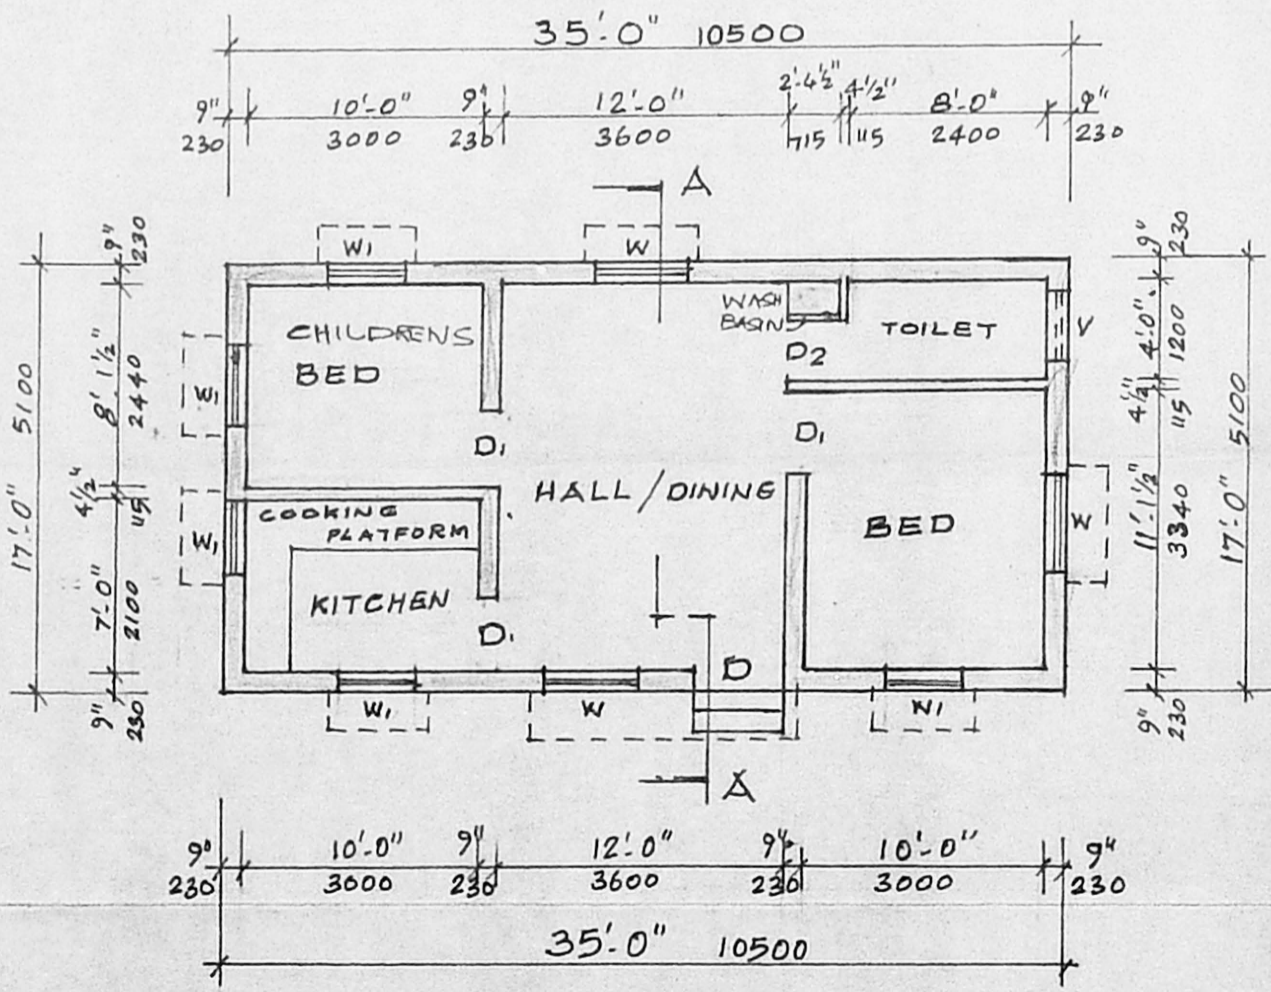 35'-0" 10500
9" 10'-0" 9" 12'-0" 2'-4½" 4½" 8'-0" 9"
230 3000 230 3600 715 115 2400 230
A
W1 W
9" 230
8' 1½" 2440
4½" 115
7'-0" 2100
9" 230
17'-0" 5100
CHILDRENS
BED
WASH
BASIN
TOILET
V
D2
W1
D1
D1
HALL / DINING
BED
W
COOKING
PLATFORM
W1
KITCHEN
D1
D
W1 W W1
A
9" 230
4'-0" 1200
4½" 115
11'-1½" 3340
9" 230
17'-0" 5100
9" 10'-0" 9" 12'-0" 9" 10'-0" 9"
230 3000 230 3600 230 3000 230
35'-0" 10500